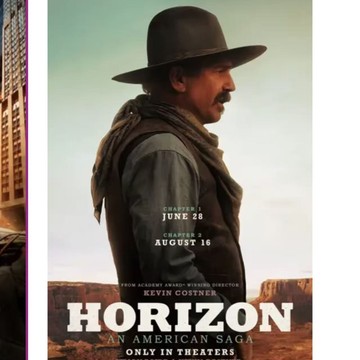 CHAPTER 1
JUNE 28
CHAPTER 2
AUGUST 16
FROM ACADEMY AWARD® WINNING DIRECTOR
KEVIN COSTNER
HORIZON
AN AMERICAN SAGA
ONLY IN THEATERS